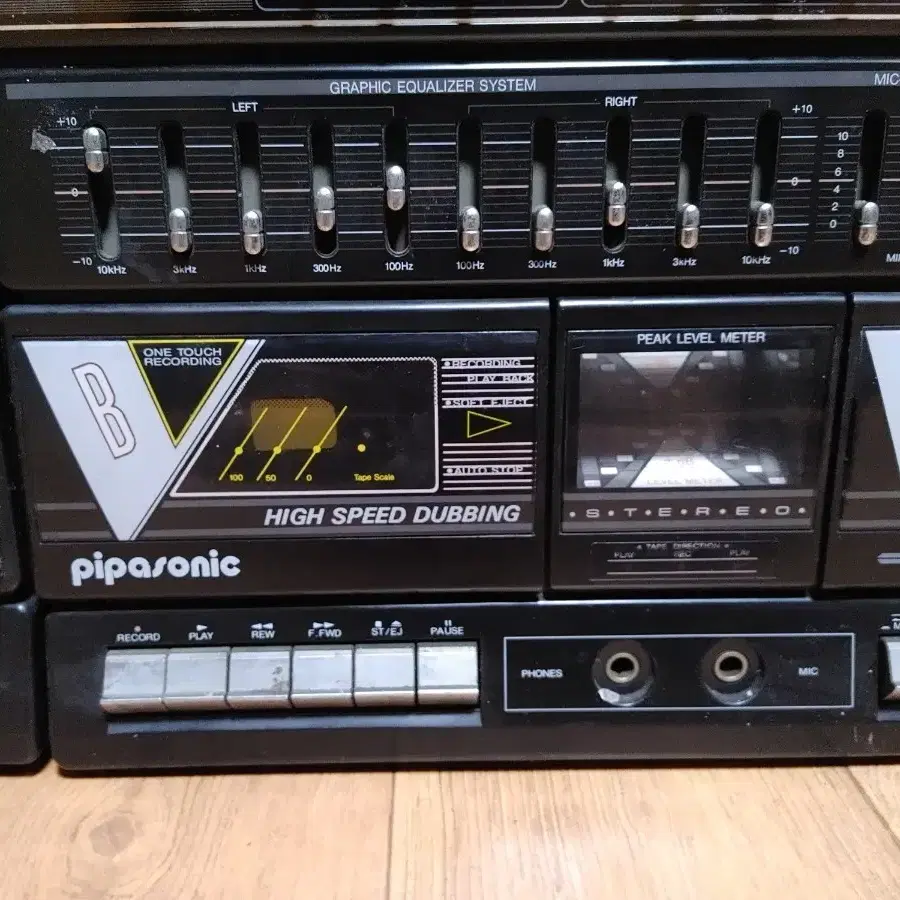 GRAPHIC EQUALIZER SYSTEM
MIC
LEFT RIGHT
+10 +10
10
8
6
0 0 4
2
0
-10 -10
10kHz 3kHz 1kHz 300Hz 100Hz 100Hz 300Hz 1kHz 3kHz 10kHz
B
ONE TOUCH
RECORDING
RECORDING
PLAY BACK
SOFT EJECT
AUTO STOP
100 50 0 Tape Scale
HIGH SPEED DUBBING
pipasonic
PEAK LEVEL METER
LEVEL METER
S·T·E·R·E·O
TAPE DIRECTION
PLAY REC PLAY
RECORD PLAY REW F.FWD ST/EJ PAUSE
PHONES MIC